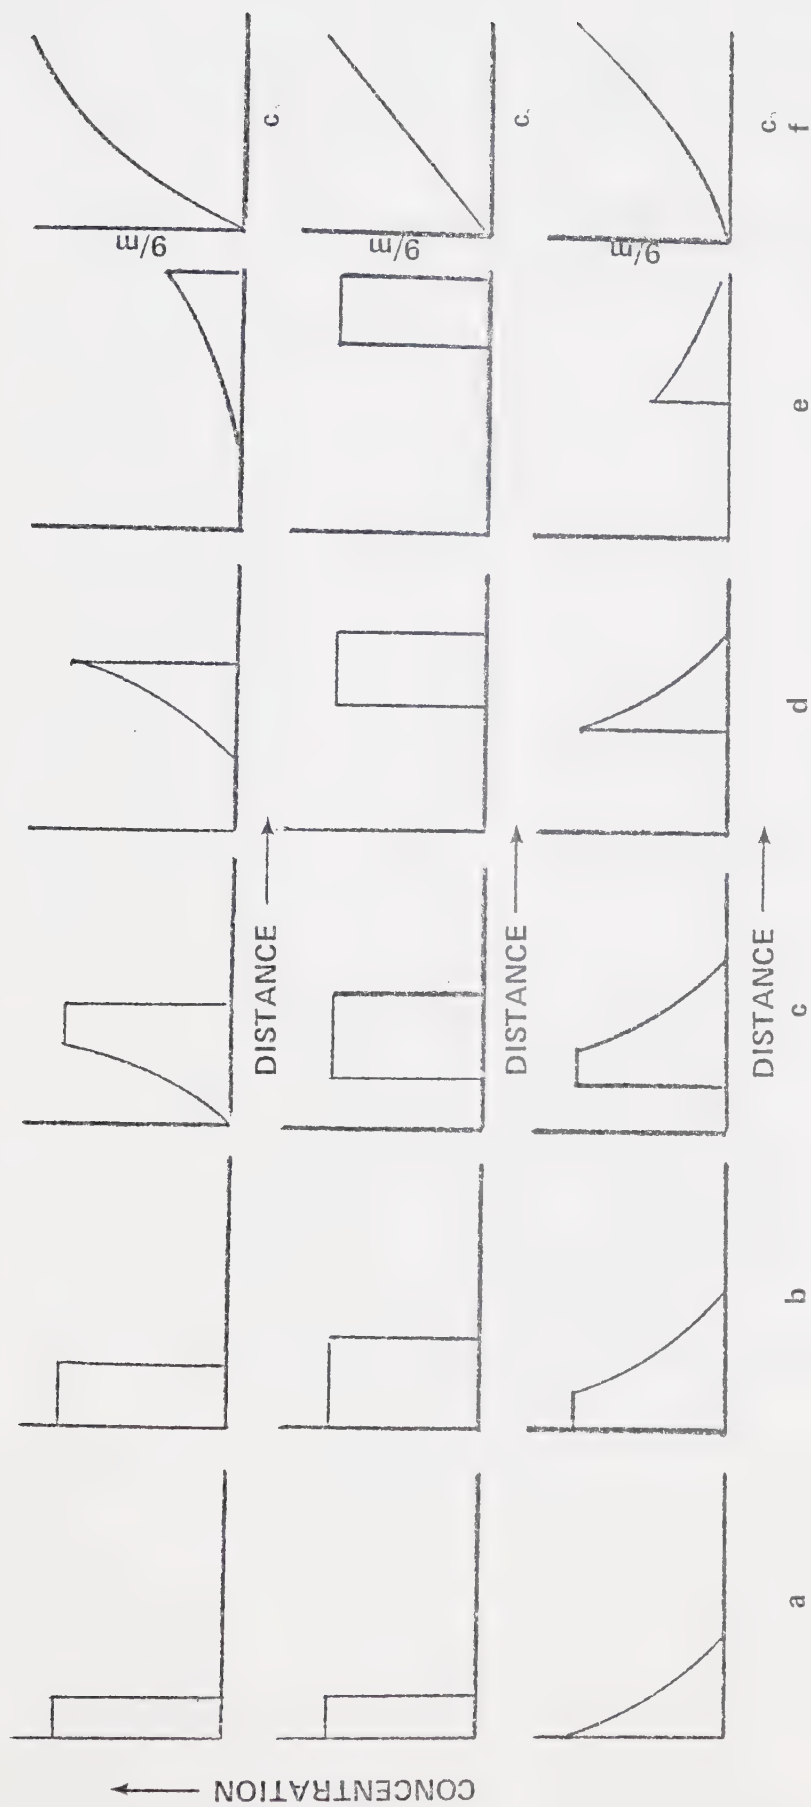 CONCENTRATION
g/m
c.
DISTANCE
g/m
c.
DISTANCE
g/m
c.
DISTANCE
a b c d e f